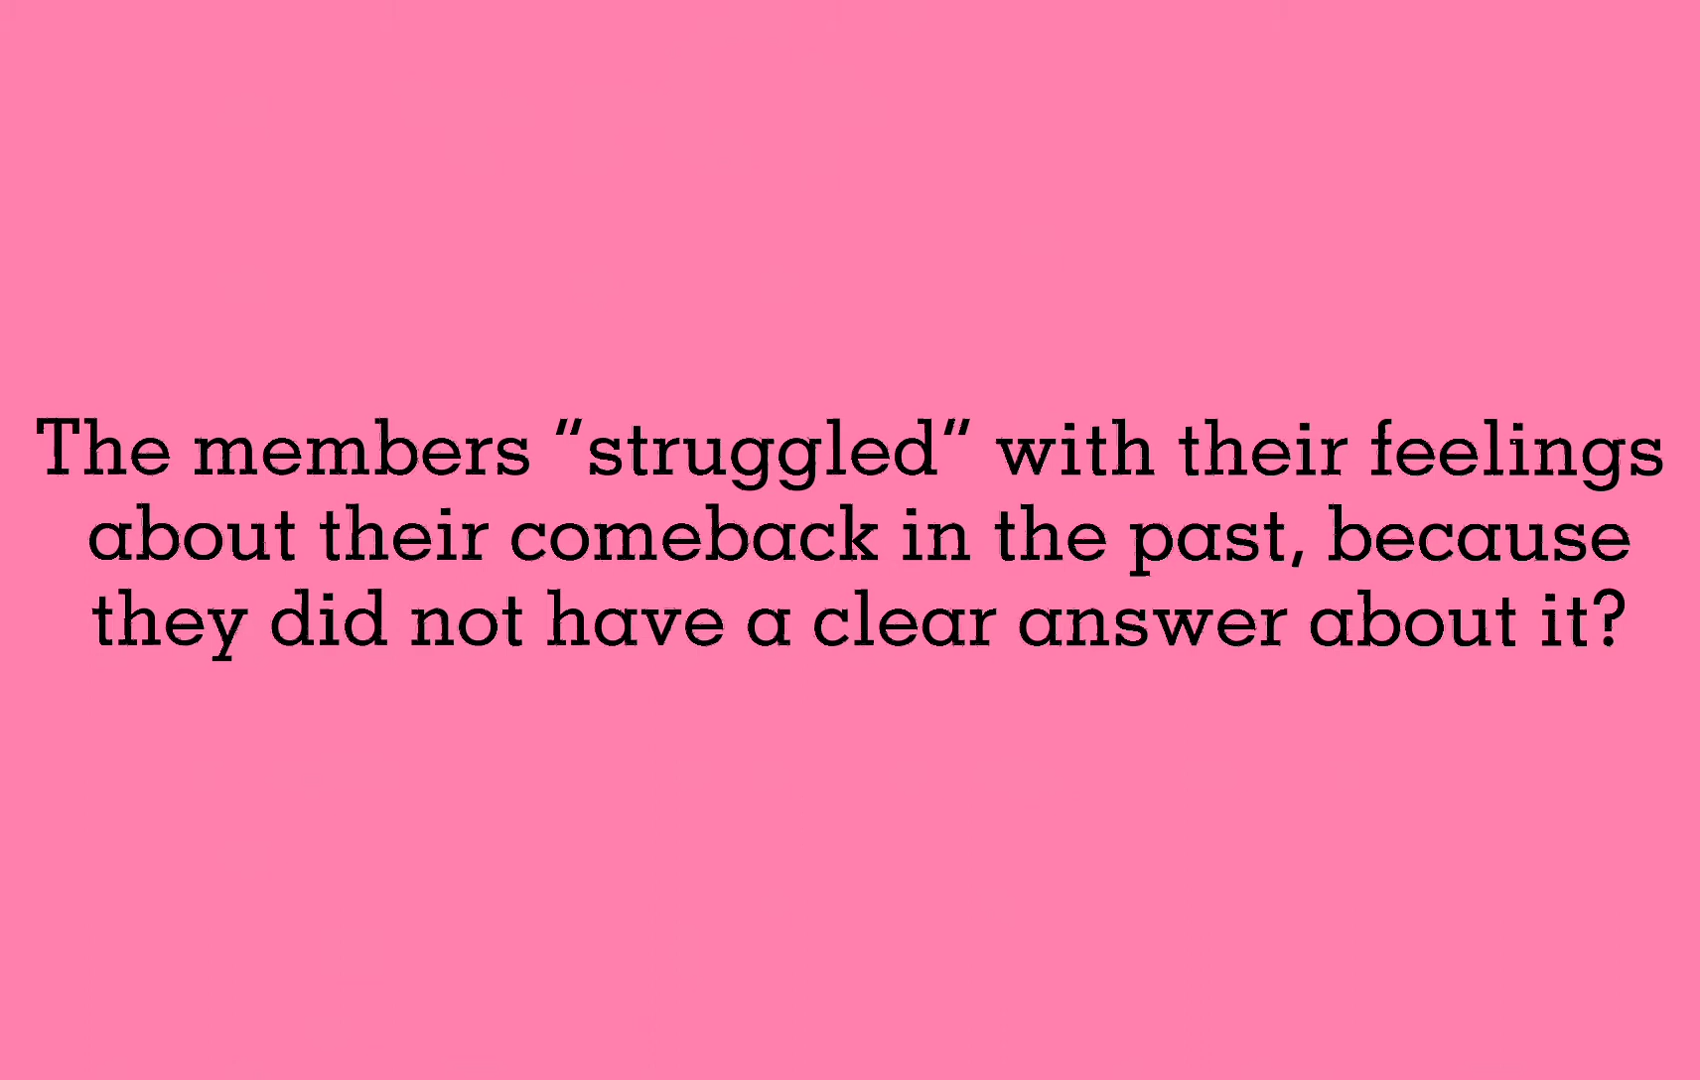 The members "struggled" with their feelings
about their comeback in the past, because
they did not have a clear answer about it?